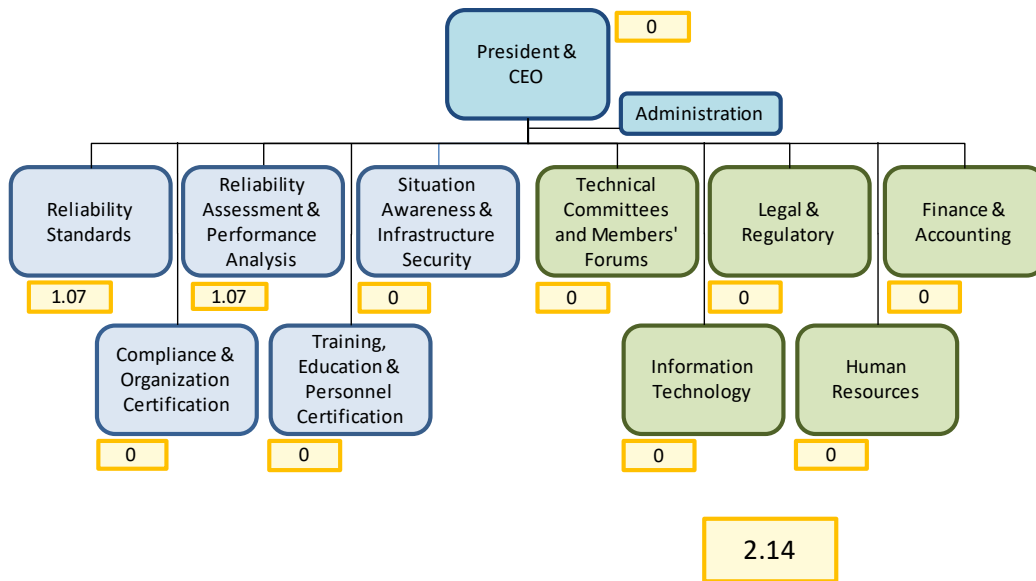 President &
CEO
0
Administration
Reliability
Standards
1.07
Reliability
Assessment &
Performance
Analysis
1.07
Situation
Awareness &
Infrastructure
Security
0
Technical
Committees
and Members'
Forums
0
Legal &
Regulatory
0
Finance &
Accounting
0
Compliance &
Organization
Certification
0
Training,
Education &
Personnel
Certification
0
Information
Technology
0
Human
Resources
0
2.14